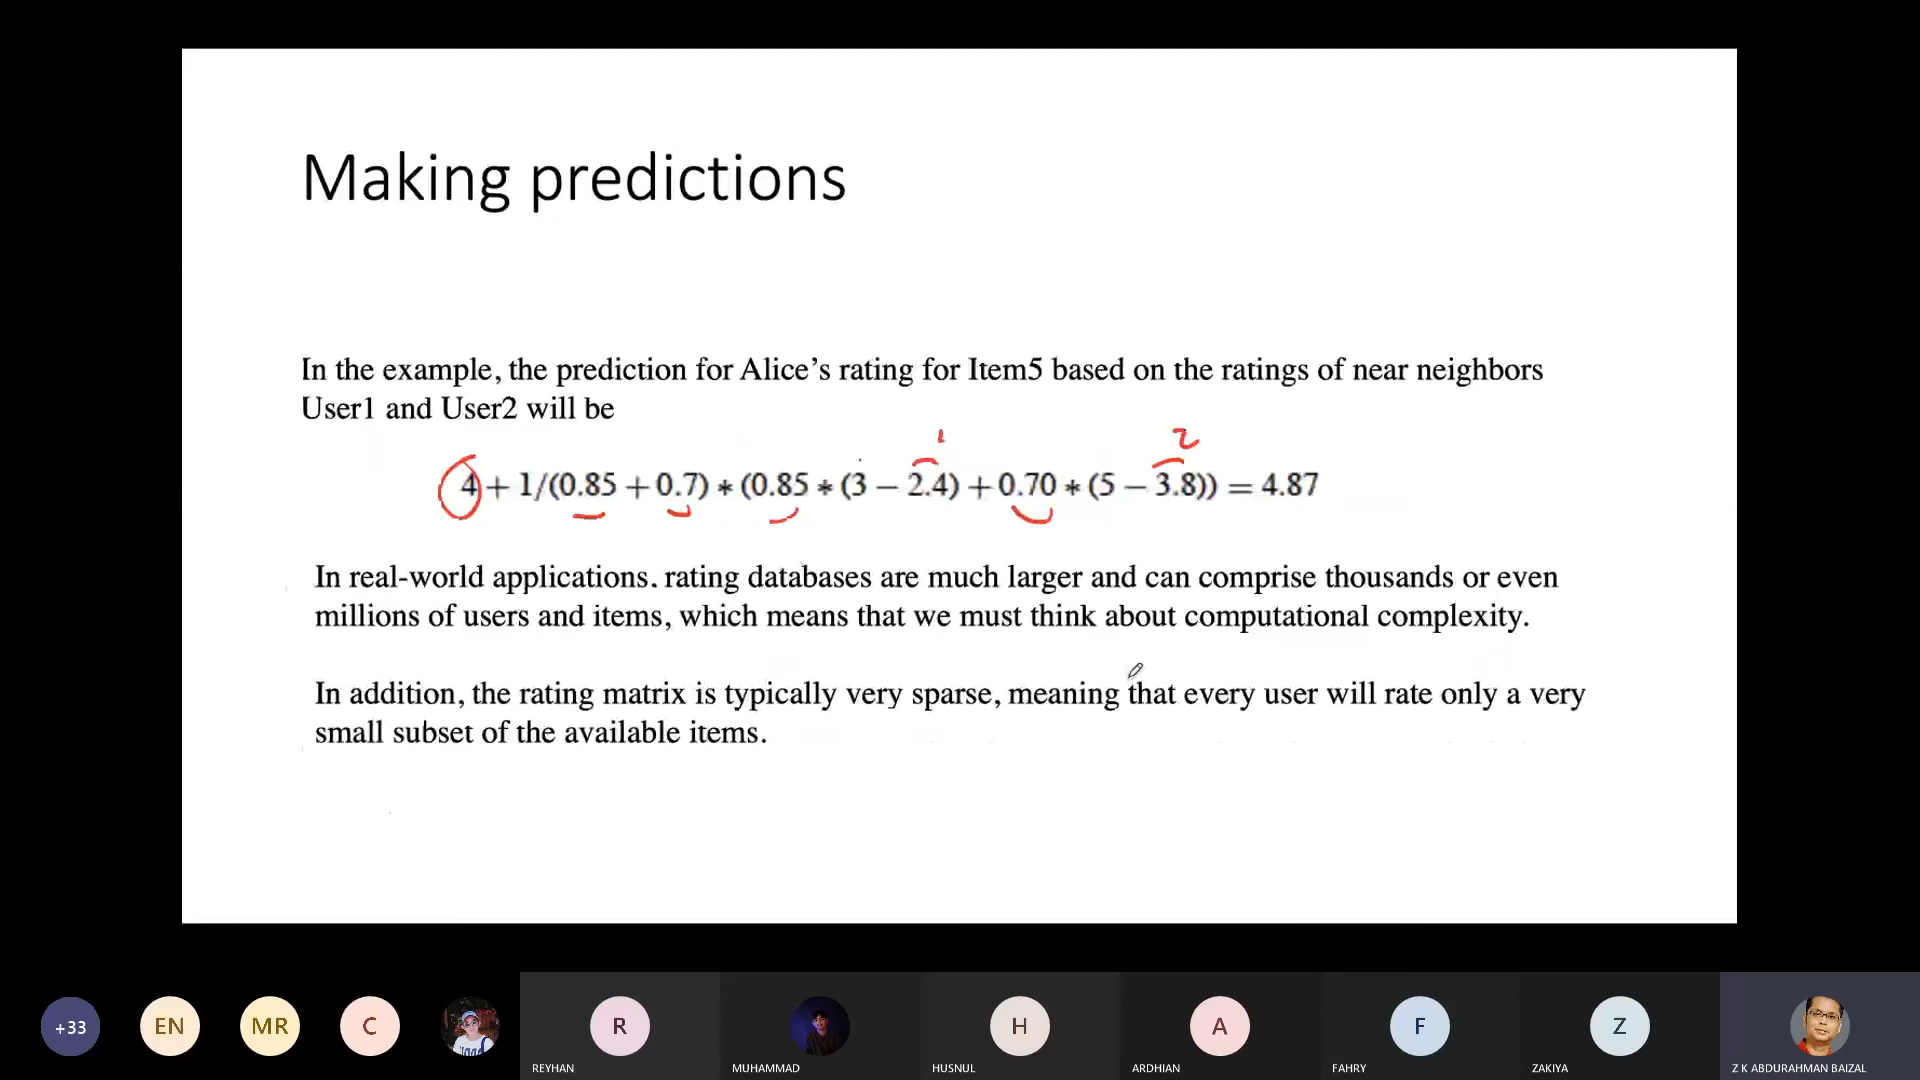 Making predictions
In the example, the prediction for Alice's rating for Item5 based on the ratings of near neighbors
User1 and User2 will be
1 2
4 + 1/(0.85 + 0.7) * (0.85 * (3 − 2.4) + 0.70 * (5 − 3.8)) = 4.87
In real-world applications. rating databases are much larger and can comprise thousands or even
millions of users and items, which means that we must think about computational complexity.
In addition, the rating matrix is typically very sparse, meaning that every user will rate only a very
small subset of the available items.
+33 EN MR C R H A F Z
REYHAN MUHAMMAD HUSNUL ARDHIAN FAHRY ZAKIYA Z K ABDURAHMAN BAIZAL